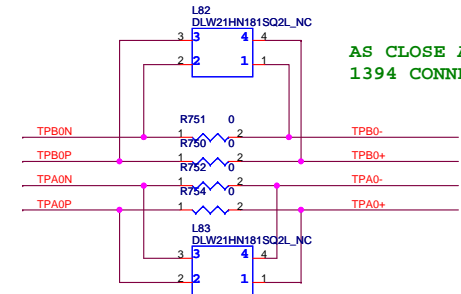 L82
DLW21HN181SQ2L_NC
3 3 4 4
2 2 1 1
AS CLOSE
1394 CONN
R751 0
TPB0N 1 2 TPB0-
R750 0
TPB0P 1 2 TPB0+
R752 0
TPA0N 1 2 TPA0-
R754 0
TPA0P 1 2 TPA0+
L83
DLW21HN181SQ2L_NC
3 3 4 4
2 2 1 1